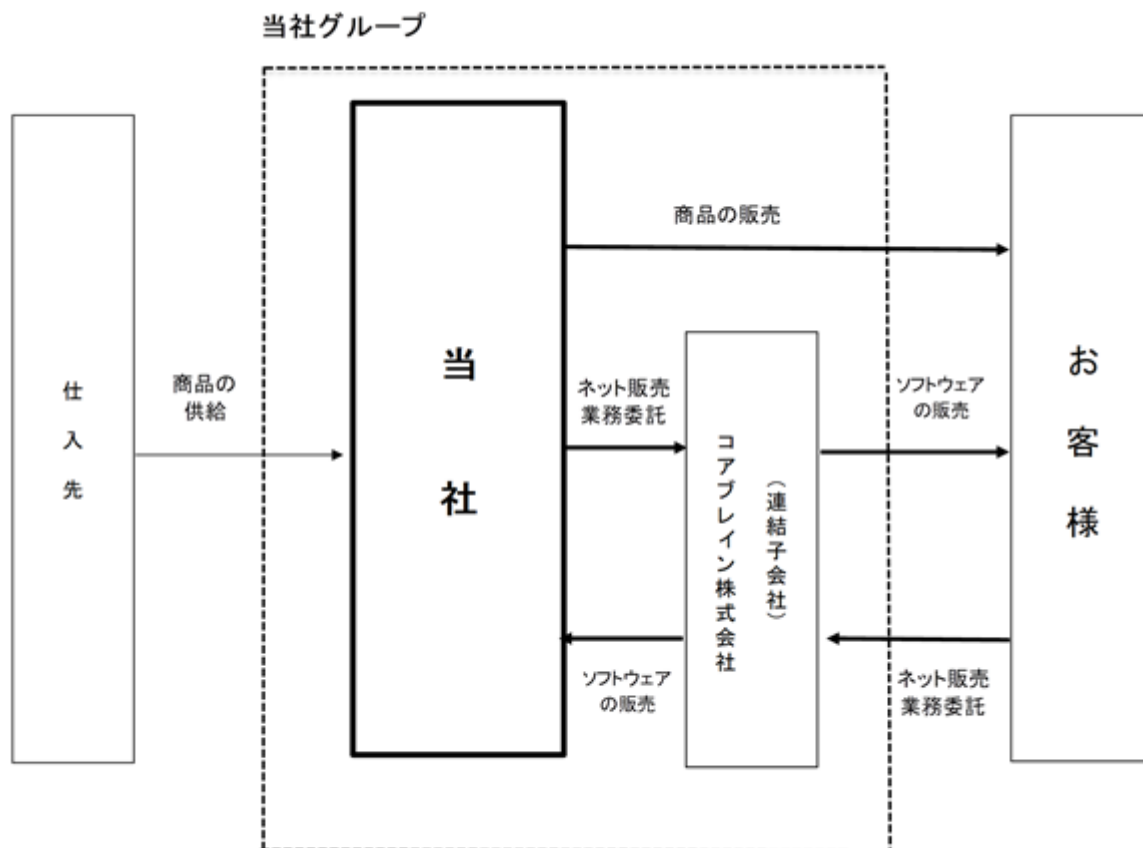 当社グループ
仕入先
商品の
供給
当社
商品の販売
ネット販売
業務委託
ソフトウェア
の販売
コアブレイン株式会社
（連結子会社）
ソフトウェア
の販売
ネット販売
業務委託
お客様